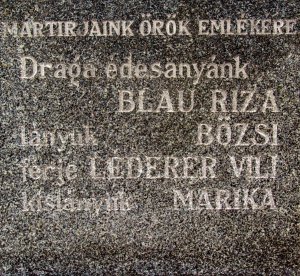 MÁRTIRJAINK ÖRÖK EMLÉKÉRE
Drága édesanyánk
BLAU RIZA
lányuk BÖZSI
férje LEDERER VILI
kislányuk MARIKA